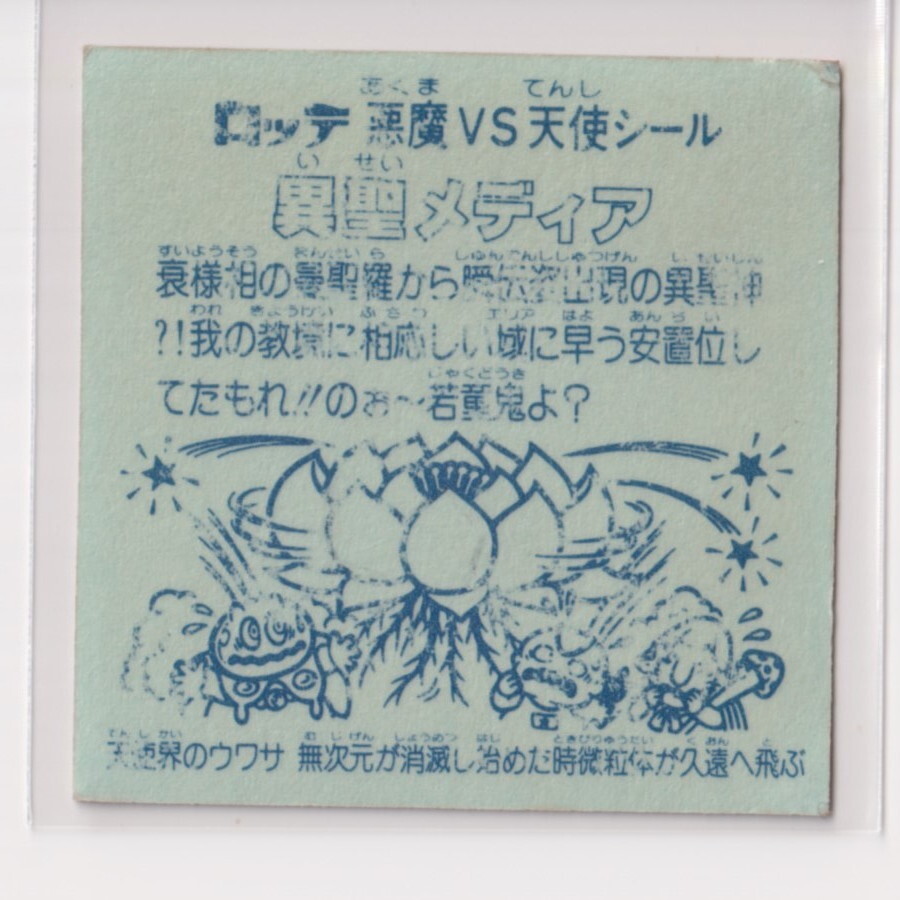 あくま てんし
ロッテ 悪魔VS天使シール
いせい
異聖メディア
すいようそう まんせいら しゅんでんししゅつげん
衰様相の曼聖羅から瞬伝姿出現の異聖神
われ きょうけい ふさわ エリア はよ あんちい
?!我の教境に相応しい域に早う安置位し
じゃくどうき
てたもれ!!のぉ〜若童鬼よ?
てんしかい むじげん しょうめつ はじ ときびりゅうたい くおん と
天使界のウワサ 無次元が消滅し始めた時微粒体が久遠へ飛ぶ